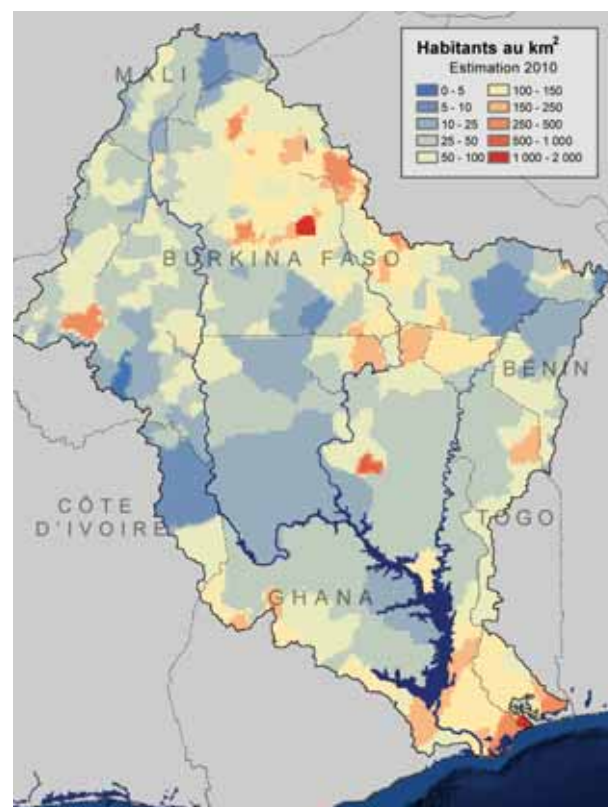 Habitants au km²
Estimation 2010
0 - 5
5 - 10
10 - 25
25 - 50
50 - 100
100 - 150
150 - 250
250 - 500
500 - 1 000
1 000 - 2 000
MALI
BURKINA FASO
BÉNIN
CÔTE
D'IVOIRE
TOGO
GHANA